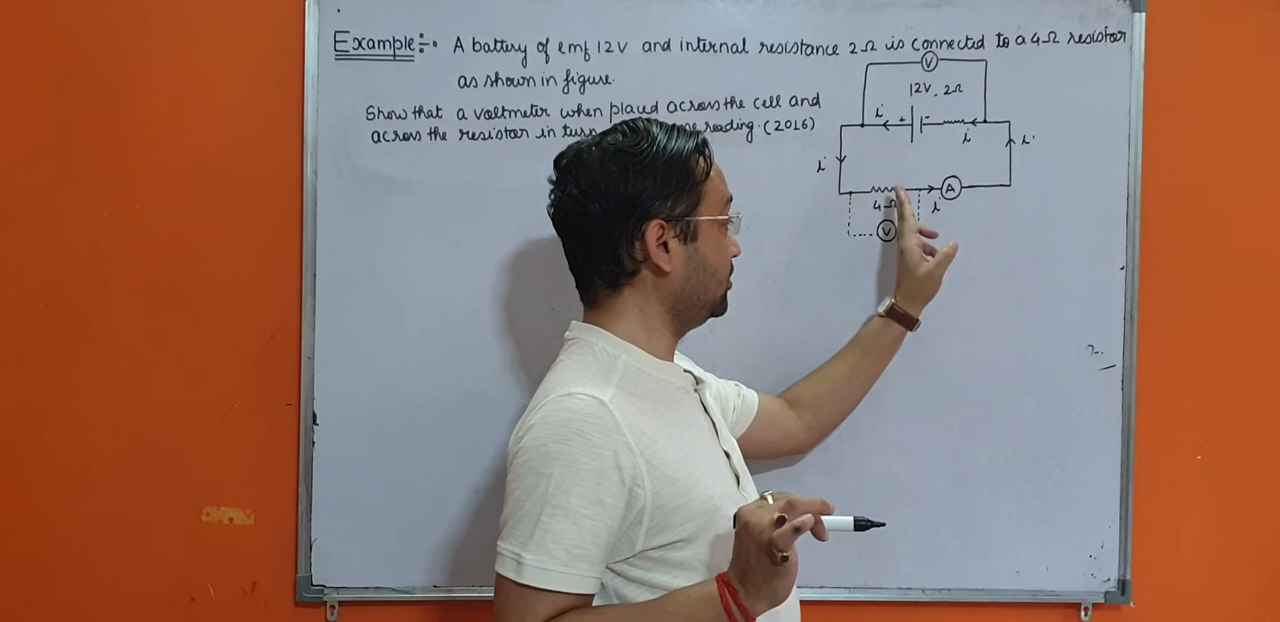 Example:- A battery of emf 12V and internal resistance 2Ω is connected to a 4Ω resistor
as shown in figure.
Show that a voltmeter when placed across the cell and
across the resistor in turn reading. (2016)
V
12V, 2Ω
i + - i
i i
4Ω i A
V
2.